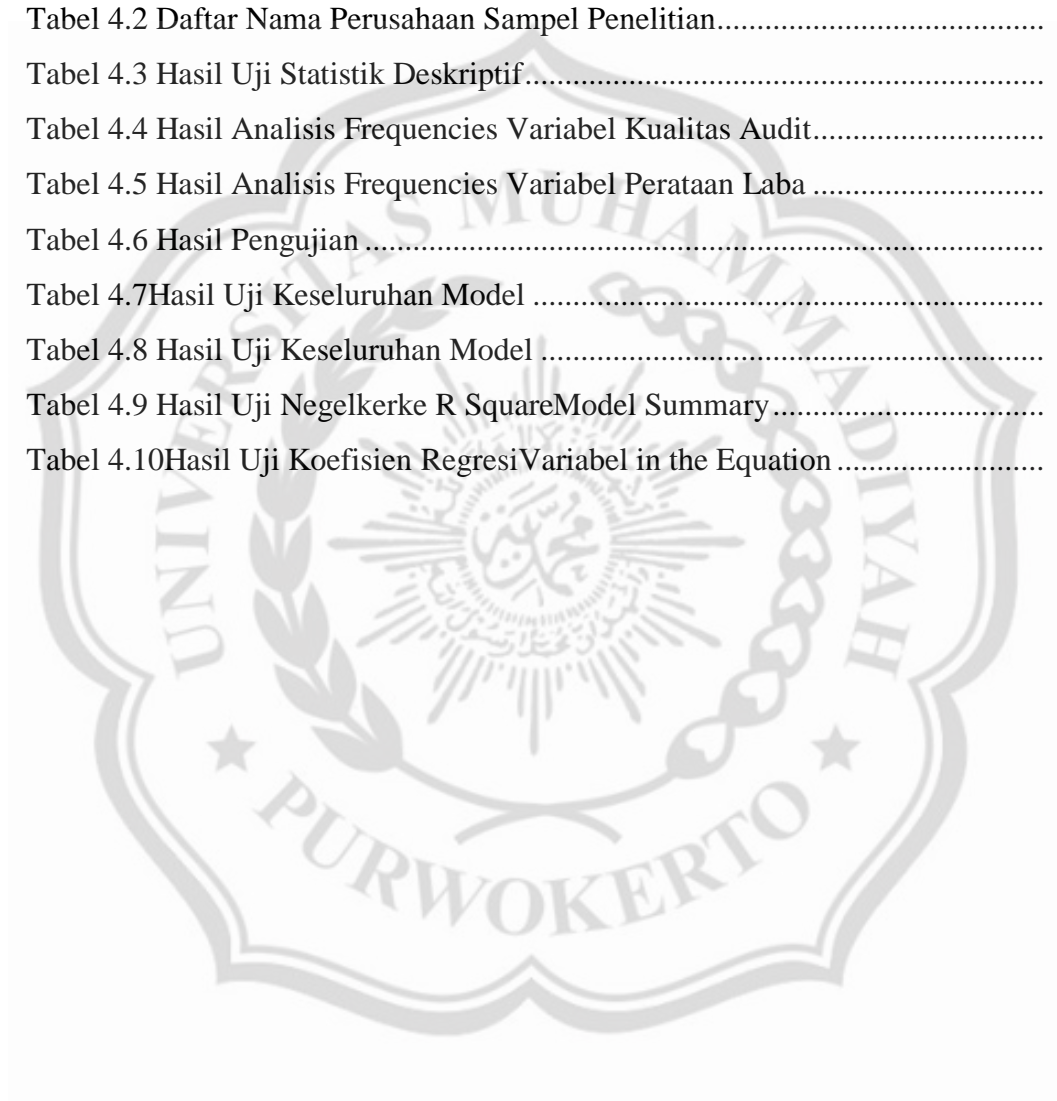 Tabel 4.2 Daftar Nama Perusahaan Sampel Penelitian.....................................
Tabel 4.3 Hasil Uji Statistik Deskriptif...........................................................
Tabel 4.4 Hasil Analisis Frequencies Variabel Kualitas Audit..........................
Tabel 4.5 Hasil Analisis Frequencies Variabel Perataan Laba ..........................
Tabel 4.6 Hasil Pengujian .............................................................................
Tabel 4.7Hasil Uji Keseluruhan Model ..........................................................
Tabel 4.8 Hasil Uji Keseluruhan Model .........................................................
Tabel 4.9 Hasil Uji Negelkerke R SquareModel Summary...............................
Tabel 4.10Hasil Uji Koefisien RegresiVariabel in the Equation ........................
UNIVERSITAS MUHAMMADIYAH
PURWOKERTO